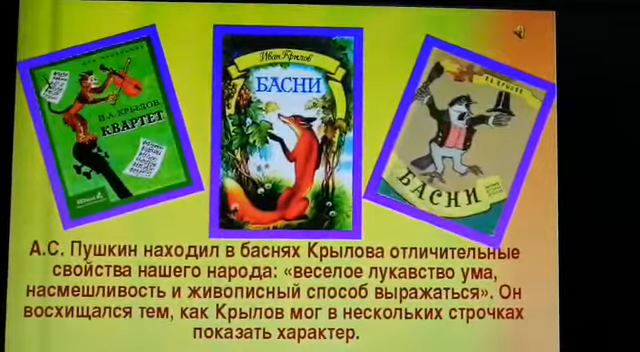 И.А. КРЫЛОВ
КВАРТЕТ
Иван Крылов
БАСНИ
И.А. КРЫЛОВ
БАСНИ
А.С. Пушкин находил в баснях Крылова отличительные
свойства нашего народа: «веселое лукавство ума,
насмешливость и живописный способ выражаться». Он
восхищался тем, как Крылов мог в нескольких строчках
показать характер.